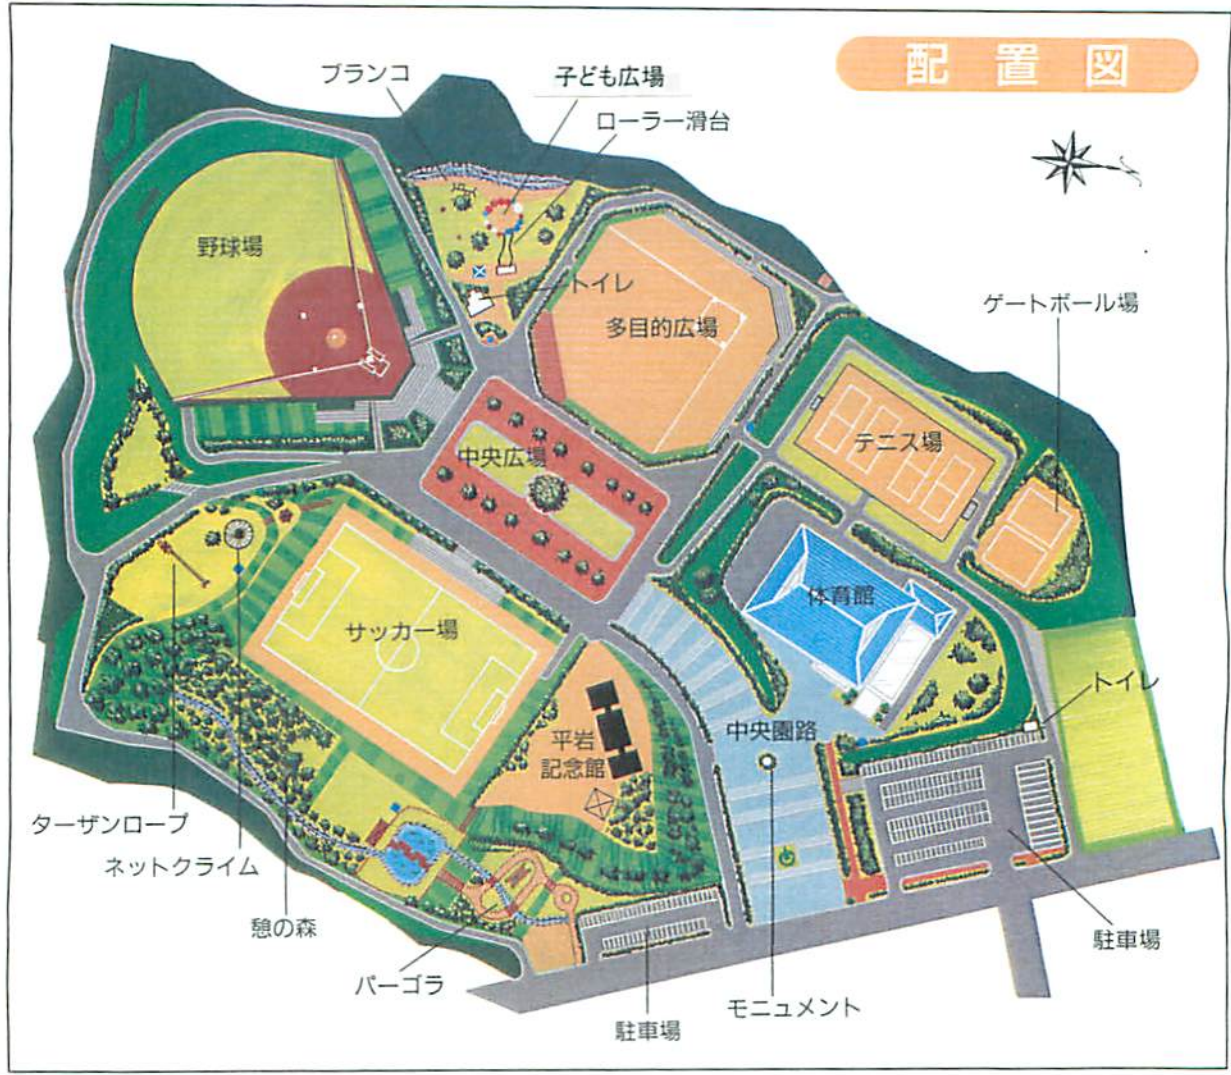 配置図
ブランコ
子ども広場
ローラー滑台
野球場
トイレ
多目的広場
ゲートボール場
テニス場
中央広場
体育館
サッカー場
トイレ
中央園路
平岩
記念館
ターザンロープ
ネットクライム
憩の森
パーゴラ
駐車場
モニュメント
駐車場